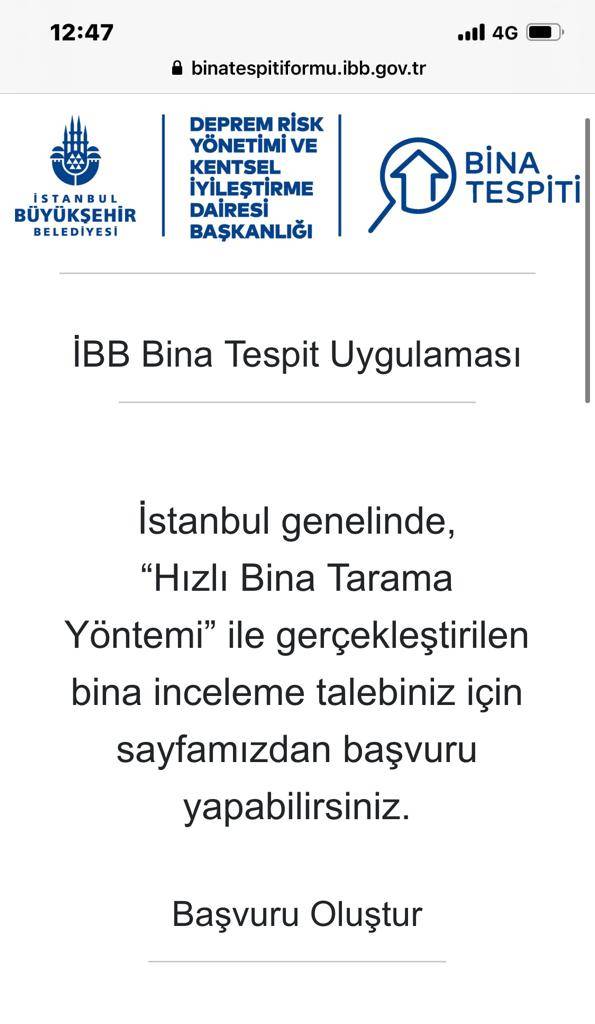 12:47
4G
binatespitiformu.ibb.gov.tr
İSTANBUL
BÜYÜKŞEHİR
BELEDİYESİ
DEPREM RİSK
YÖNETİMİ VE
KENTSEL
İYİLEŞTİRME
DAİRESİ
BAŞKANLIĞI
BİNA
TESPİTİ
İBB Bina Tespit Uygulaması
İstanbul genelinde,
“Hızlı Bina Tarama
Yöntemi” ile gerçekleştirilen
bina inceleme talebiniz için
sayfamızdan başvuru
yapabilirsiniz.
Başvuru Oluştur